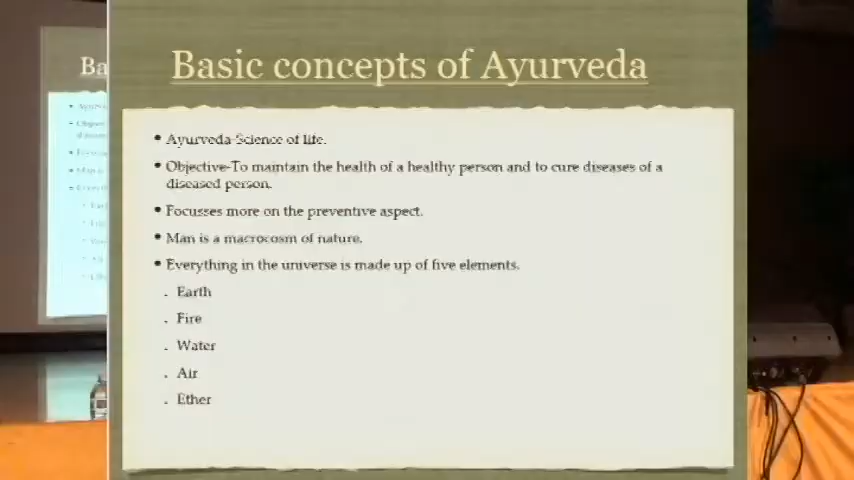 Basic concepts of Ayurveda
• Ayurveda-Science of life.
• Objective-To maintain the health of a healthy person and to cure diseases of a
diseased person.
• Focusses more on the preventive aspect.
• Man is a macrocosm of nature.
• Everything in the universe is made up of five elements.
. Earth
. Fire
. Water
. Air
. Ether
Ba